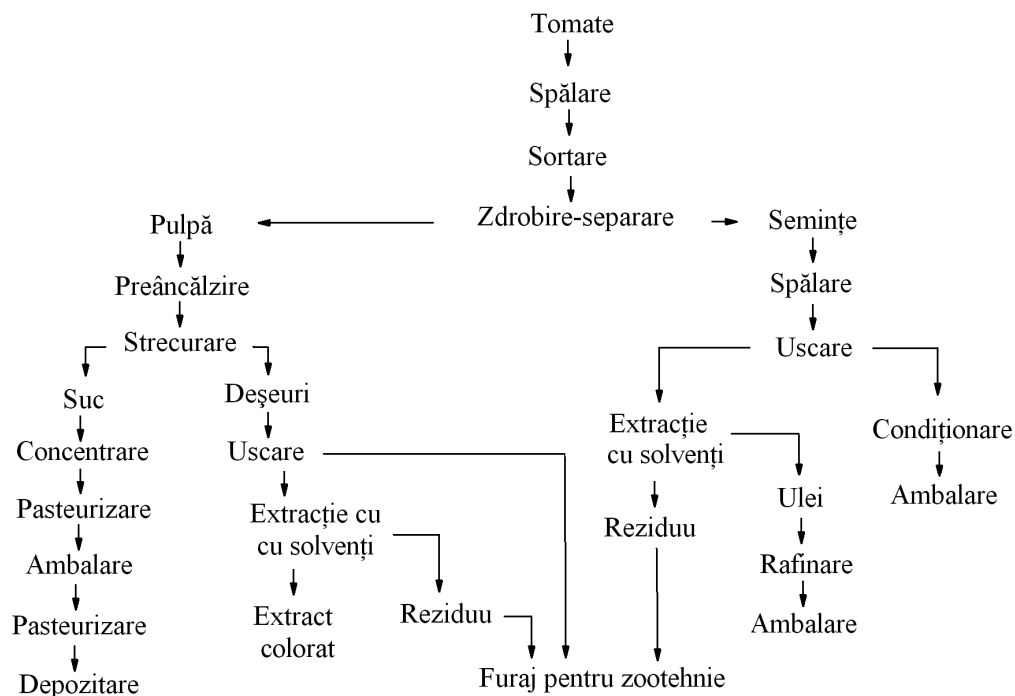 Tomate
Spălare
Sortare
Zdrobire-separare
Pulpă
Semințe
Preâncălzire
Spălare
Strecurare
Uscare
Suc
Deşeuri
Concentrare
Uscare
Extracție
cu solvenți
Condiționare
Pasteurizare
Extracție cu
cu solvenți
Reziduu
Ulei
Ambalare
Ambalare
Rafinare
Pasteurizare
Extract
colorat
Reziduu
Ambalare
Depozitare
Furaj pentru zootehnie